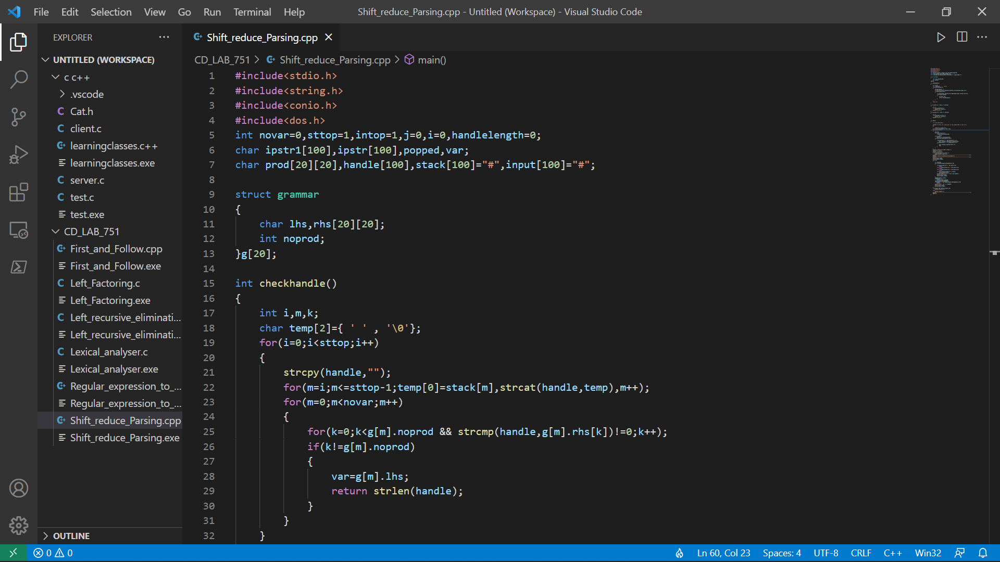 File Edit Selection View Go Run Terminal Help
Shift_reduce_Parsing.cpp - Untitled (Workspace) - Visual Studio Code
EXPLORER
UNTITLED (WORKSPACE)
c c++
.vscode
Cat.h
client.c
learningclasses.c++
learningclasses.exe
server.c
test.c
test.exe
CD_LAB_751
First_and_Follow.cpp
First_and_Follow.exe
Left_Factoring.c
Left_Factoring.exe
Left_recursive_eliminati...
Left_recursive_eliminati...
Lexical_analyser.c
Lexical_analyser.exe
Regular_expression_to_...
Regular_expression_to_...
Shift_reduce_Parsing.cpp
Shift_reduce_Parsing.exe
OUTLINE
Shift_reduce_Parsing.cpp
CD_LAB_751 > Shift_reduce_Parsing.cpp > main()
1 #include<stdio.h>
2 #include<string.h>
3 #include<conio.h>
4 #include<dos.h>
5 int novar=0,sttop=1,intop=1,j=0,i=0,handlelength=0;
6 char ipstr1[100],ipstr[100],popped,var;
7 char prod[20][20],handle[100],stack[100]="#",input[100]="#";
8
9 struct grammar
10 {
11     char lhs,rhs[20][20];
12     int noprod;
13 }g[20];
14
15 int checkhandle()
16 {
17     int i,m,k;
18     char temp[2]={ ' ' , '\0'};
19     for(i=0;i<sttop;i++)
20     {
21         strcpy(handle,"");
22         for(m=i;m<=sttop-1;temp[0]=stack[m],strcat(handle,temp),m++);
23         for(m=0;m<novar;m++)
24         {
25             for(k=0;k<g[m].noprod && strcmp(handle,g[m].rhs[k])!=0;k++);
26             if(k!=g[m].noprod)
27             {
28                 var=g[m].lhs;
29                 return strlen(handle);
30             }
31         }
32     }
0 0
Ln 60, Col 23 Spaces: 4 UTF-8 CRLF C++ Win32